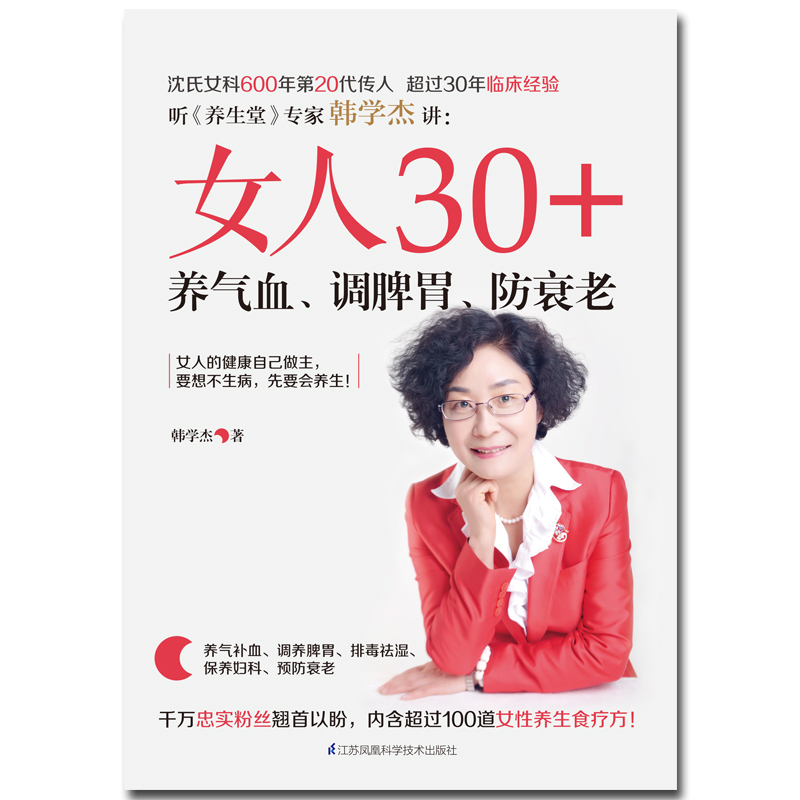 沈氏女科600年第20代传人 超过30年临床经验
听《养生堂》专家 韩学杰 讲：
女人30+
养气血、调脾胃、防衰老
女人的健康自己做主，
要想不生病，先要会养生！
韩学杰 著
养气补血、调养脾胃、排毒祛湿、
保养妇科、预防衰老
千万忠实粉丝翘首以盼，内含超过100道女性养生食疗方！
江苏凤凰科学技术出版社